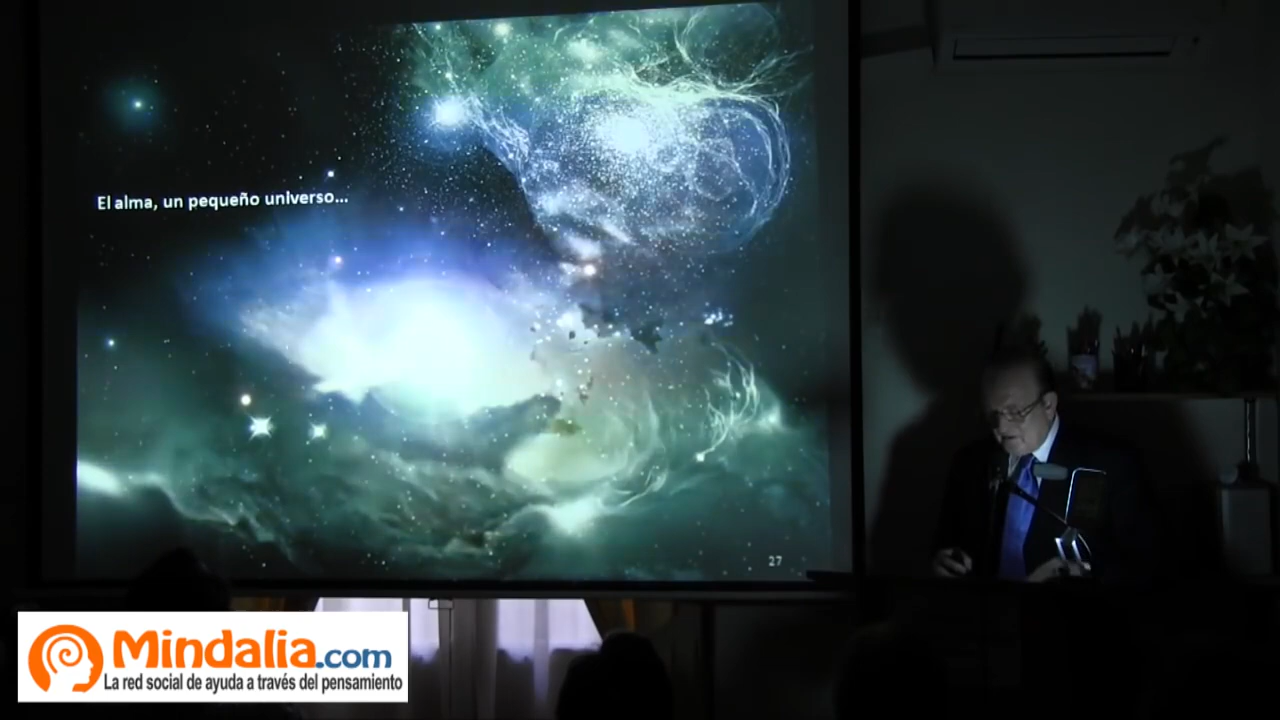 El alma, un pequeño universo...
27
Mindalia.com
La red social de ayuda a través del pensamiento